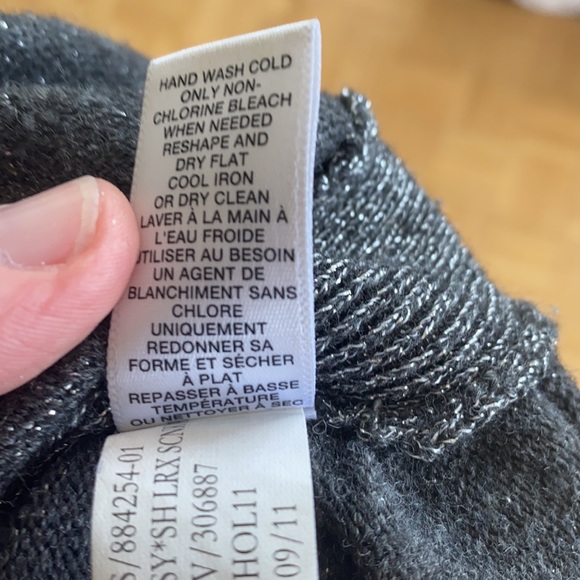 HAND WASH COLD
ONLY NON-
CHLORINE BLEACH
WHEN NEEDED
RESHAPE AND
DRY FLAT
COOL IRON
OR DRY CLEAN
LAVER À LA MAIN À
L'EAU FROIDE
UTILISER AU BESOIN
UN AGENT DE
BLANCHIMENT SANS
CHLORE
UNIQUEMENT
REDONNER SA
FORME ET SÉCHER
À PLAT
REPASSER À BASSE
TEMPÉRATURE
OU NETTOYER À SEC
S/884254-01
SY*SH LRX SCN
V/306887
HOL11
09/11